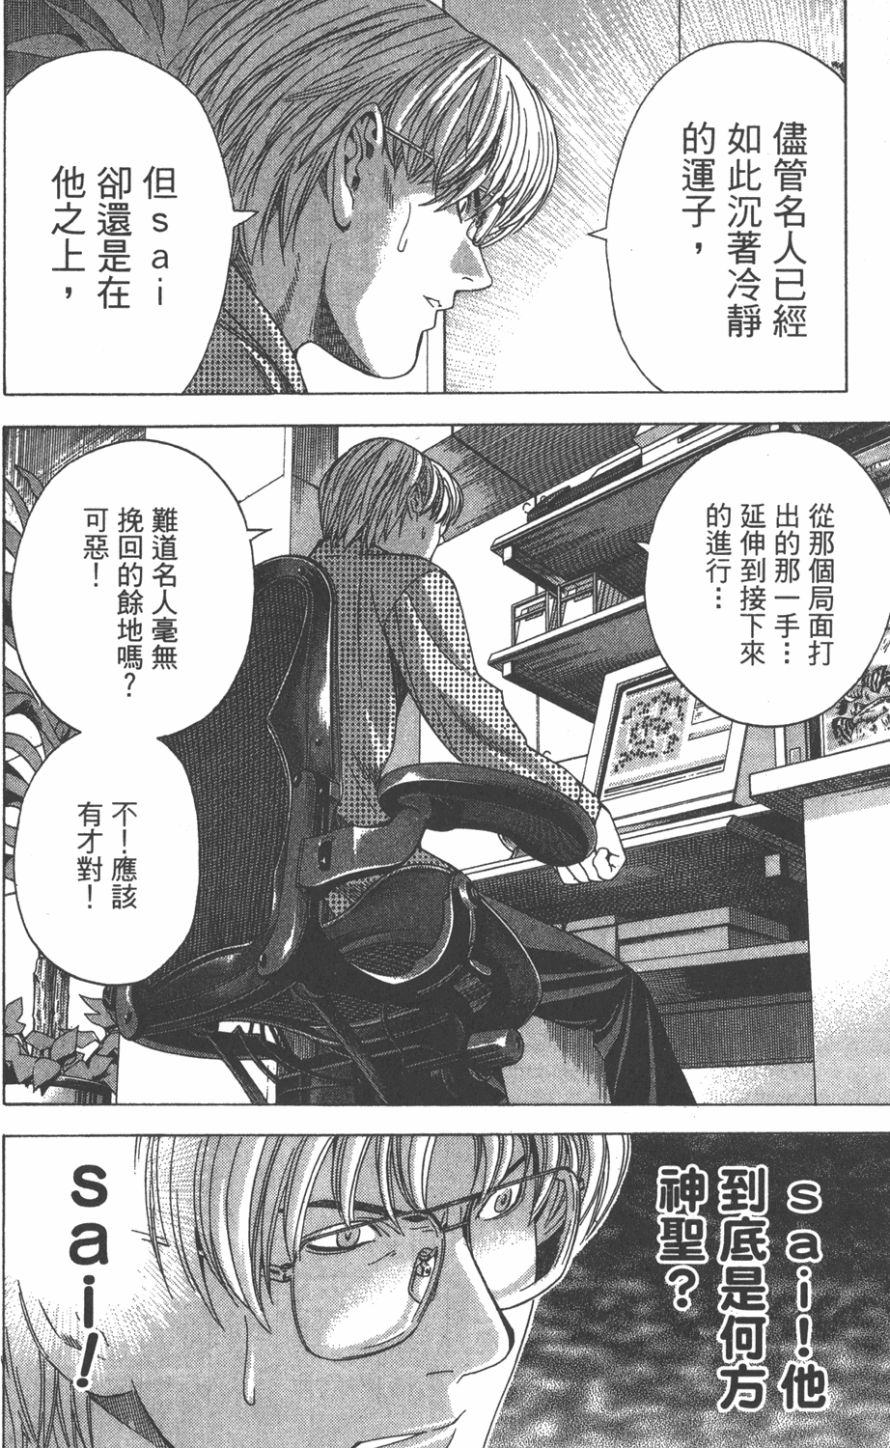 儘管名人已經
如此沉著冷靜
的運子，
但sai
卻還是在
他之上，
從那個局面打
出的那一手…
延伸到接下來
的進行…
難道名人毫無
挽回的餘地嗎？
可惡！
不！應該
有才對！
sai！他
到底是何方
神聖？
sai！